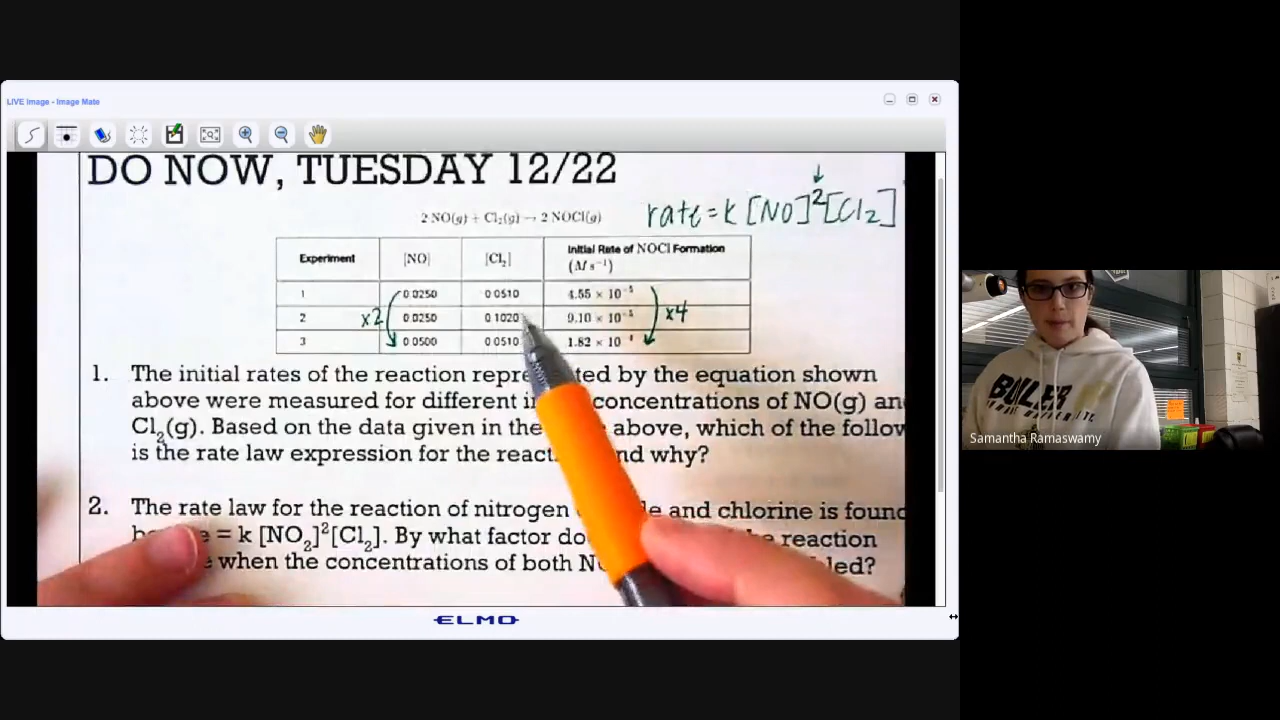 LIVE Image - Image Mate
DO NOW, TUESDAY 12/22
2 NO(g) + Cl₂(g) → 2 NOCl(g)
rate = k [NO]²[Cl₂]
Experiment [NO] [Cl₂] Initial Rate of NOCl Formation
(M s⁻¹)
1 0.0250 0.0510 4.55 × 10
2 0.0250 0.1020 9.10 × 10
3 0.0500 0.0510 1.82 × 10
x2
x4
1. The initial rates of the reaction repre ted by the equation shown
above were measured for different in concentrations of NO(g) an
Cl₂(g). Based on the data given in the above, which of the follow
is the rate law expression for the react nd why?
2. The rate law for the reaction of nitrogen and chlorine is found
= k [NO₂]²[Cl₂]. By what factor do reaction
when the concentrations of both N led?
ELMO
BOILER
Samantha Ramaswamy